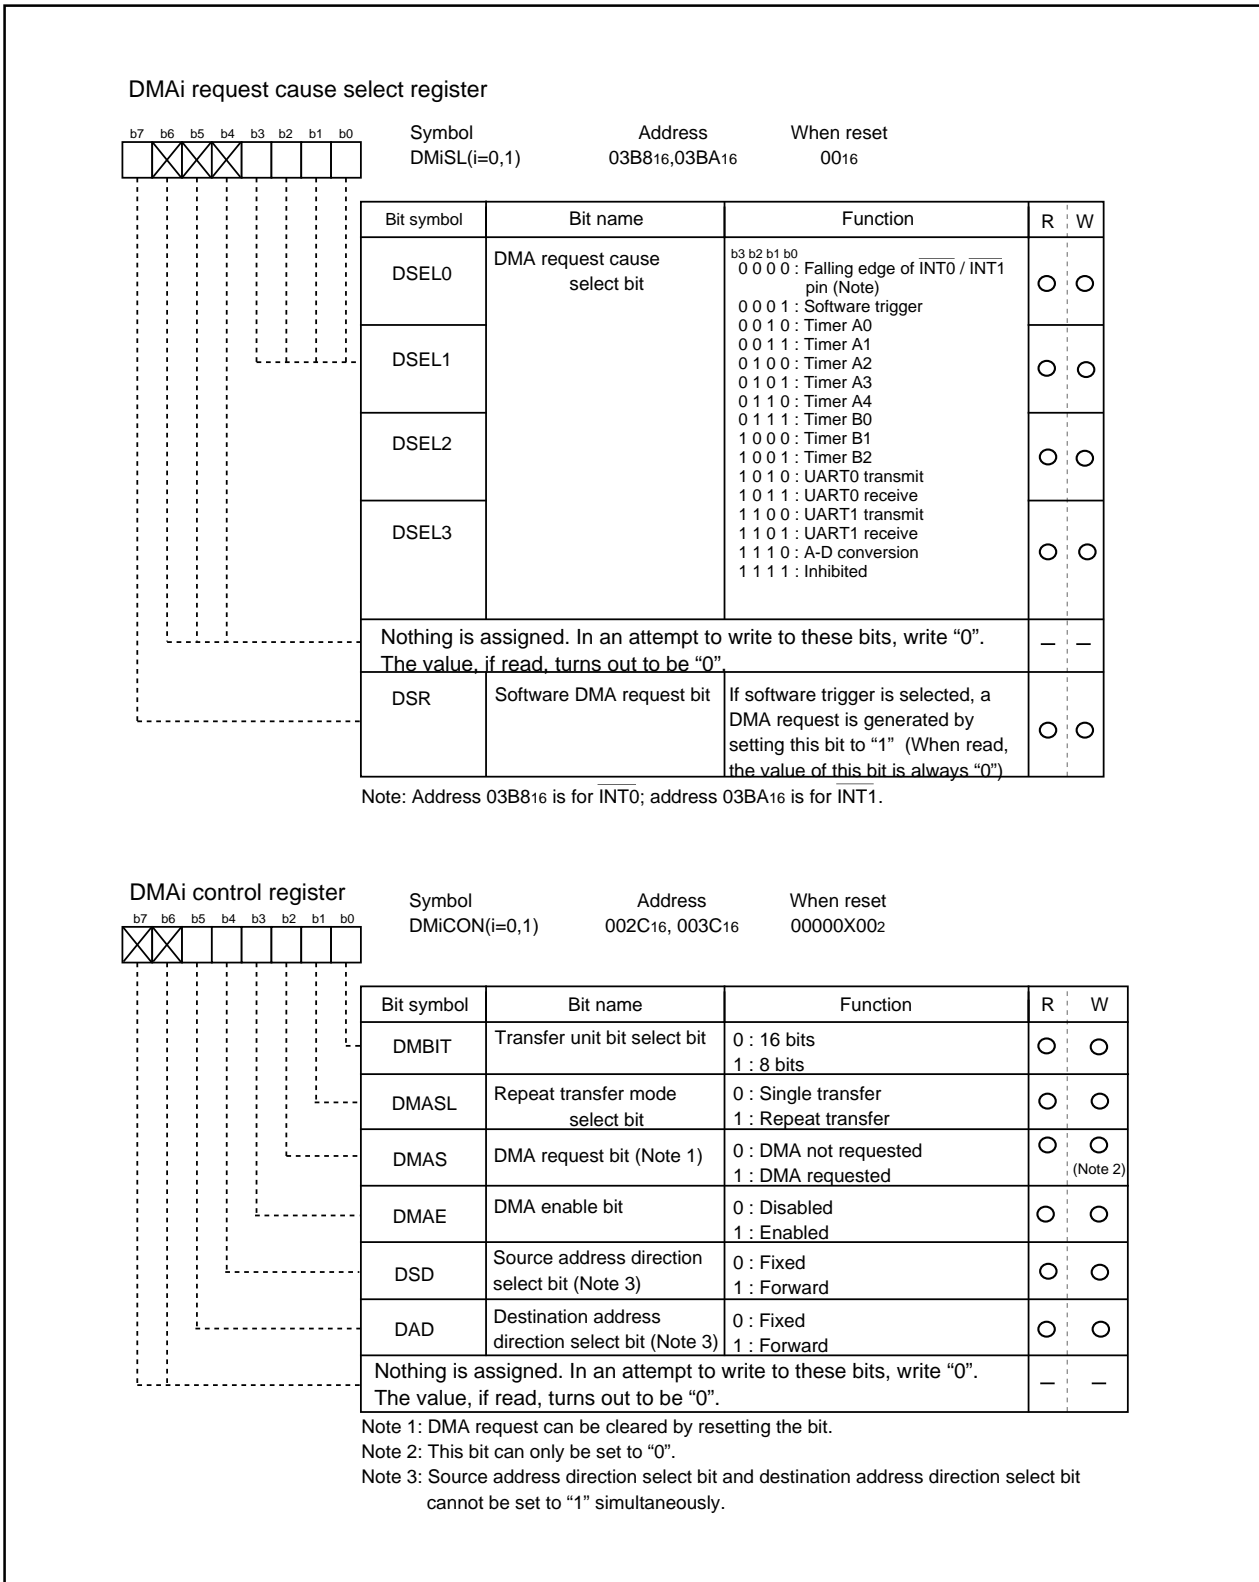 DMAi request cause select register
b7 b6 b5 b4 b3 b2 b1 b0
Symbol Address When reset
DMiSL(i=0,1) 03B816,03BA16 0016
Bit symbol Bit name Function R W
DSEL0 DMA request cause select bit
b3 b2 b1 b0
0 0 0 0 : Falling edge of INT0 / INT1
pin (Note)
0 0 0 1 : Software trigger
0 0 1 0 : Timer A0
0 0 1 1 : Timer A1
DSEL1
0 1 0 0 : Timer A2
0 1 0 1 : Timer A3
0 1 1 0 : Timer A4
0 1 1 1 : Timer B0
DSEL2
1 0 0 0 : Timer B1
1 0 0 1 : Timer B2
1 0 1 0 : UART0 transmit
1 0 1 1 : UART0 receive
1 1 0 0 : UART1 transmit
DSEL3
1 1 0 1 : UART1 receive
1 1 1 0 : A-D conversion
1 1 1 1 : Inhibited
Nothing is assigned. In an attempt to write to these bits, write “0”.
The value, if read, turns out to be “0”.
– –
DSR Software DMA request bit If software trigger is selected, a
DMA request is generated by
setting this bit to “1” (When read,
the value of this bit is always “0”)
Note: Address 03B816 is for INT0; address 03BA16 is for INT1.
DMAi control register
b7 b6 b5 b4 b3 b2 b1 b0
Symbol Address When reset
DMiCON(i=0,1) 002C16, 003C16 00000X002
Bit symbol Bit name Function R W
DMBIT Transfer unit bit select bit 0 : 16 bits
1 : 8 bits
DMASL Repeat transfer mode select bit 0 : Single transfer
1 : Repeat transfer
DMAS DMA request bit (Note 1) 0 : DMA not requested
1 : DMA requested
(Note 2)
DMAE DMA enable bit 0 : Disabled
1 : Enabled
DSD Source address direction select bit (Note 3) 0 : Fixed
1 : Forward
DAD Destination address direction select bit (Note 3) 0 : Fixed
1 : Forward
Nothing is assigned. In an attempt to write to these bits, write “0”.
The value, if read, turns out to be “0”.
– –
Note 1: DMA request can be cleared by resetting the bit.
Note 2: This bit can only be set to “0”.
Note 3: Source address direction select bit and destination address direction select bit
cannot be set to “1” simultaneously.